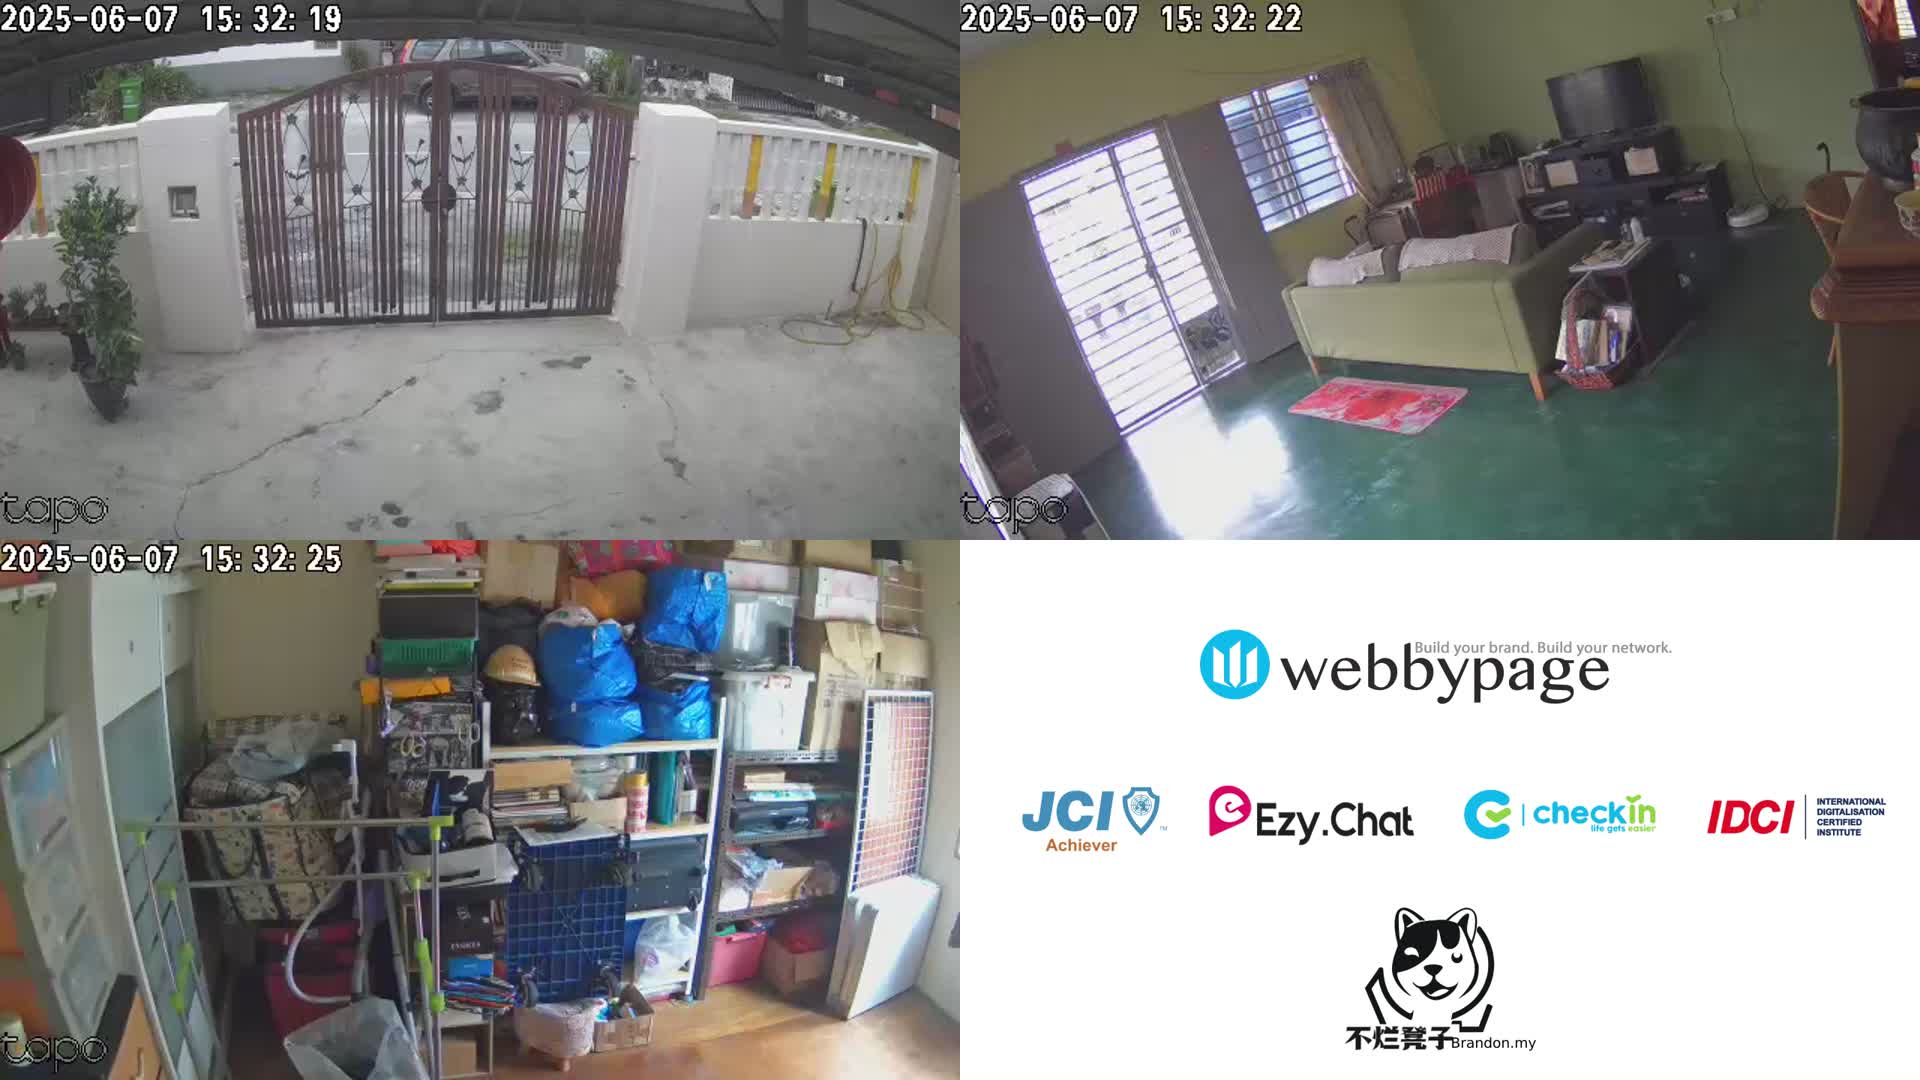 2025-06-07 15:32:19
2025-06-07 15:32:22
tapo
tapo
2025-06-07 15:32:25
tapo
Build your brand. Build your network.
webbypage
JCI
TM
Achiever
Ezy.Chat
checkin
life gets easier
IDCI
INTERNATIONAL
DIGITALISATION
CERTIFIED
INSTITUTE
不烂凳子
Brandon.my